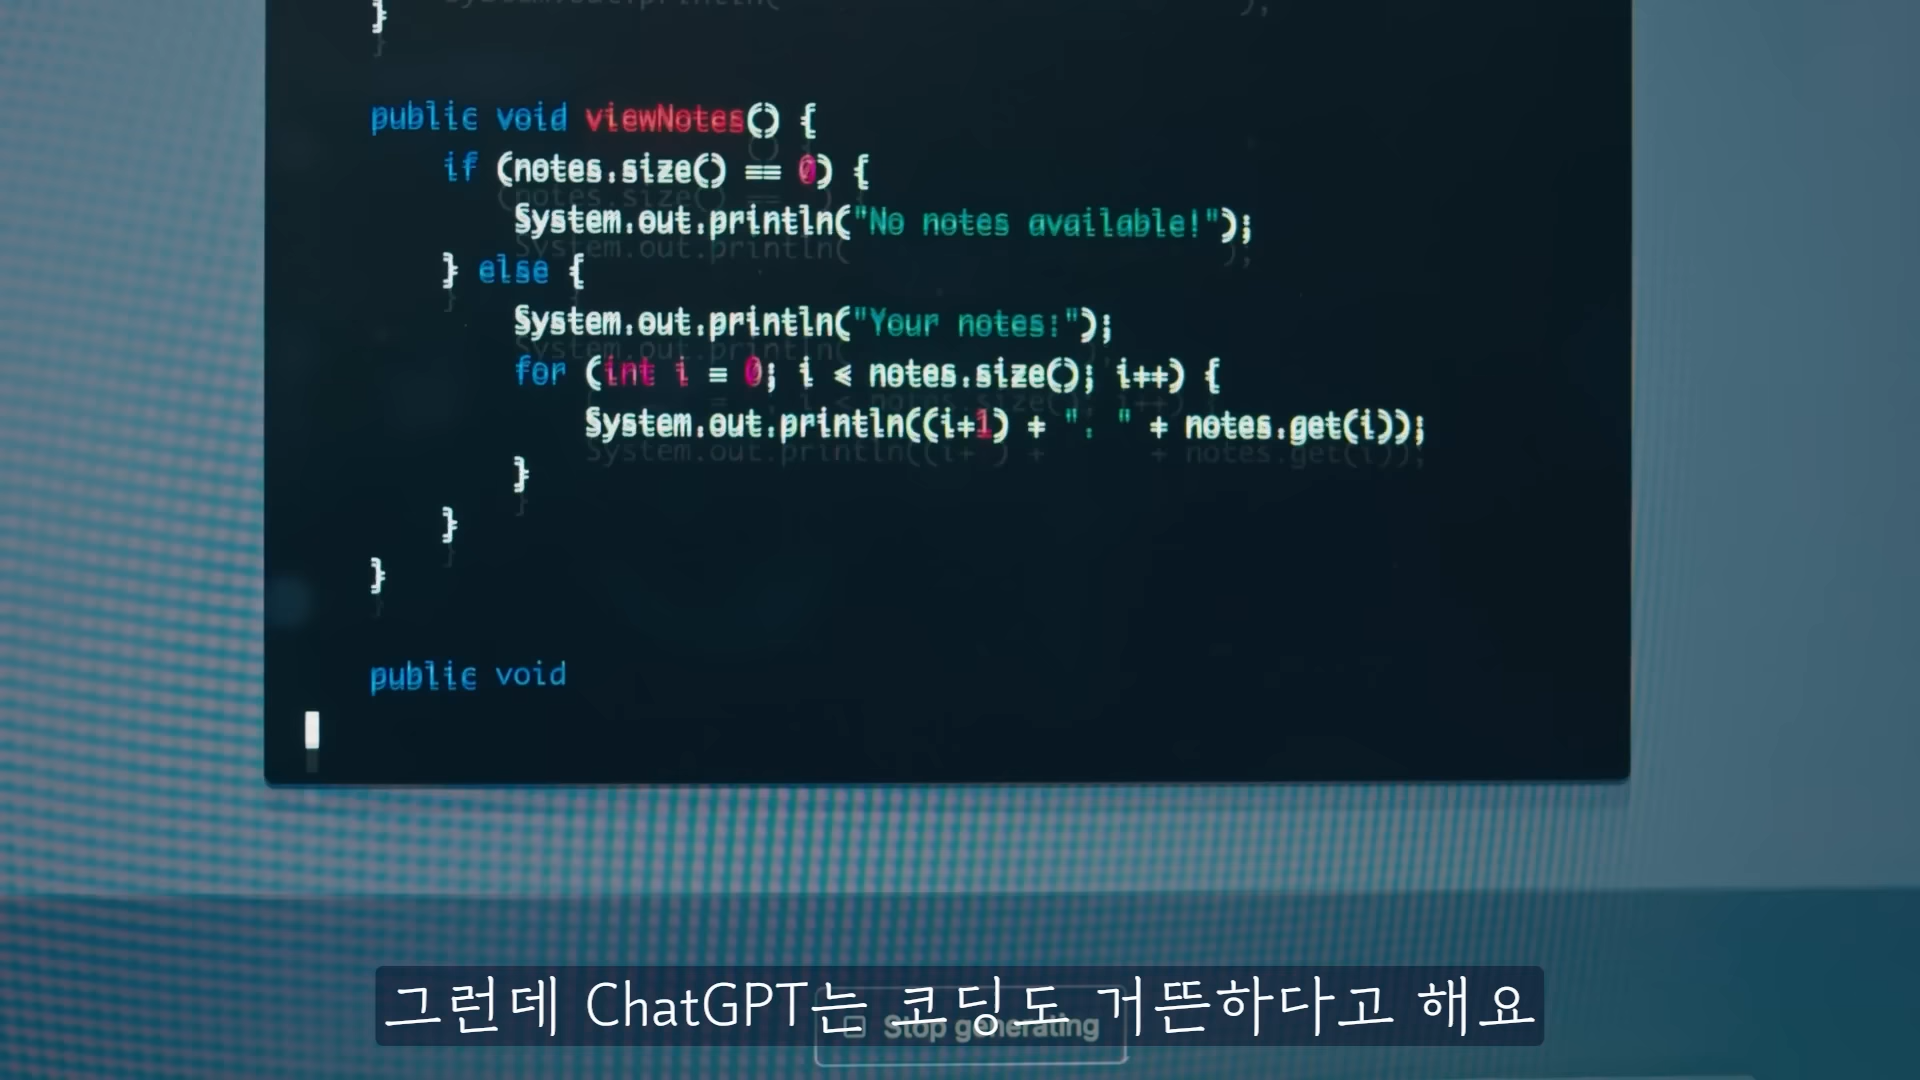 }
public void viewNotes() {
if (notes.size() == 0) {
System.out.println("No notes available!");
} else {
System.out.println("Your notes:");
for (int i = 0; i < notes.size(); i++) {
System.out.println((i+1) + ". " + notes.get(i));
}
}
}
public void
그런데 ChatGPT는 코딩도 거뜬하다고 해요
Stop generating